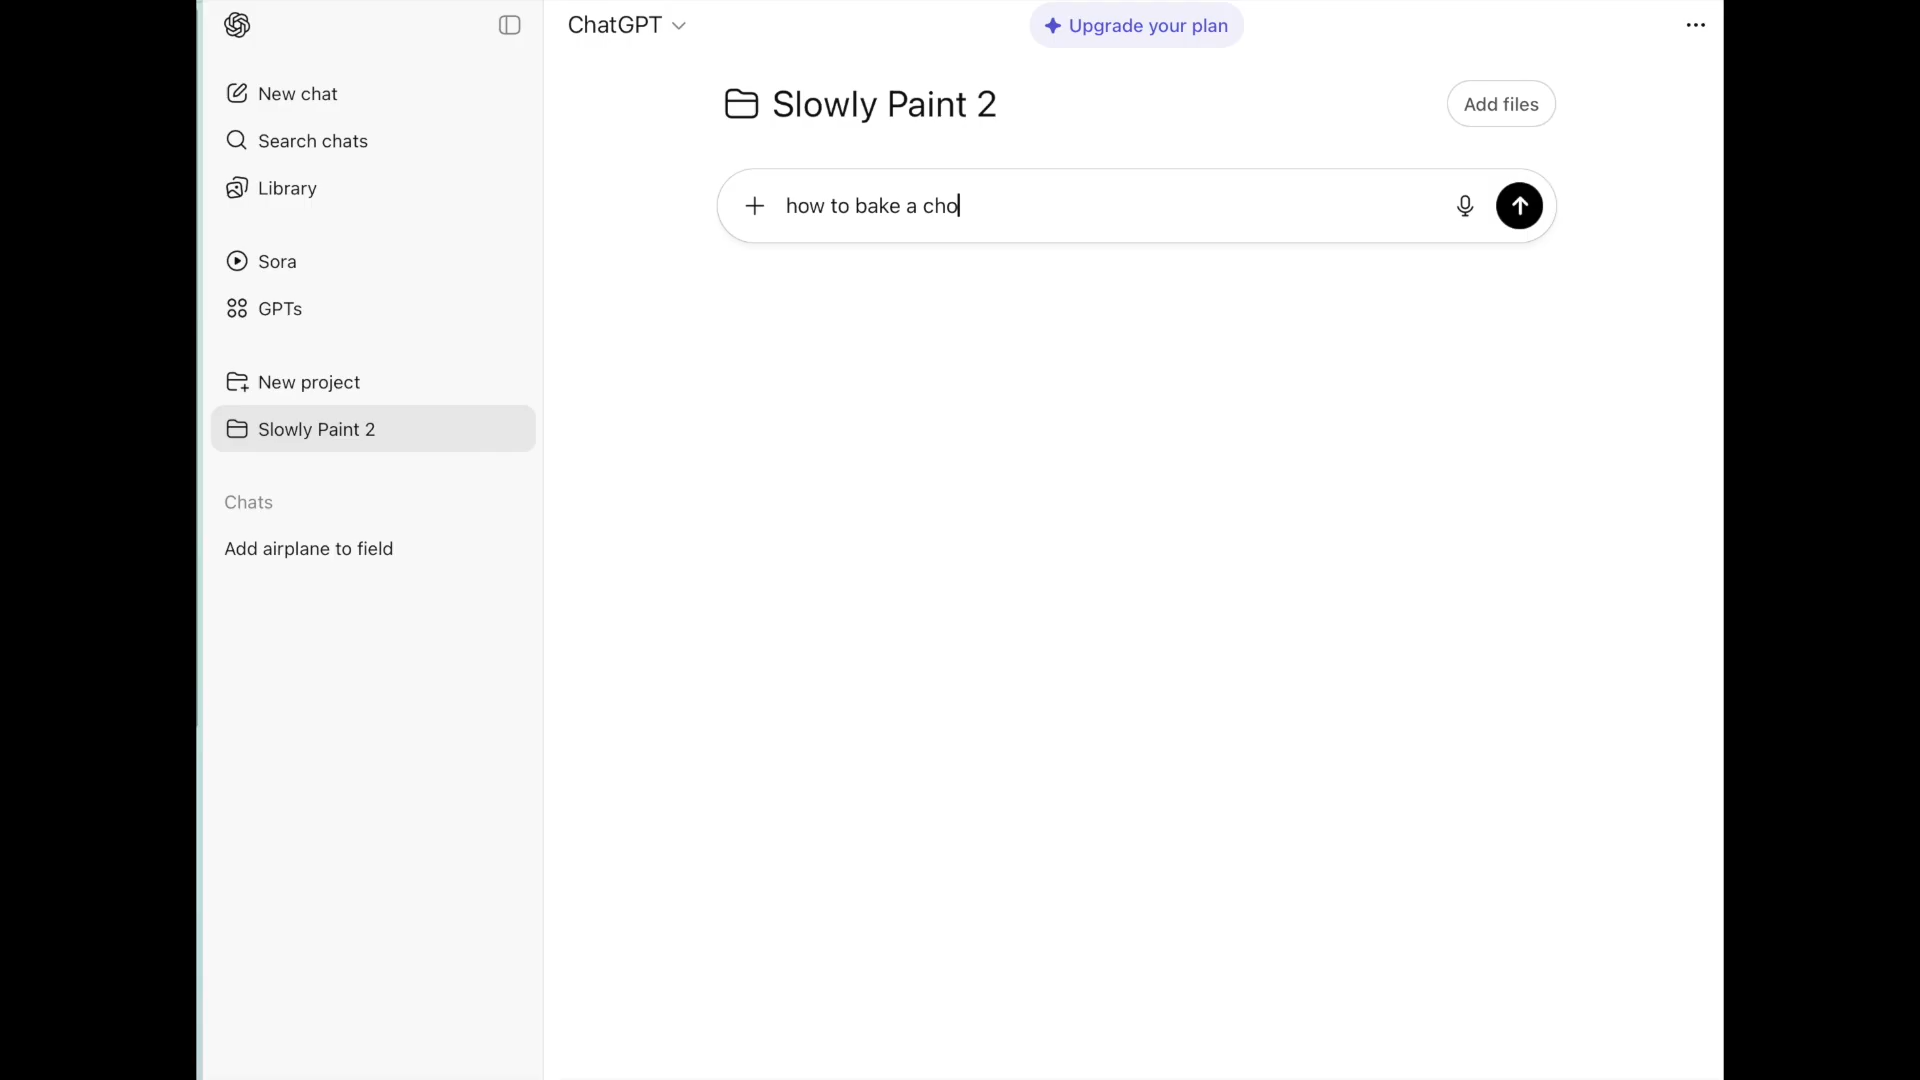 ChatGPT
Upgrade your plan
New chat
Search chats
Library
Sora
GPTs
New project
Slowly Paint 2
Chats
Add airplane to field
Slowly Paint 2
Add files
how to bake a cho